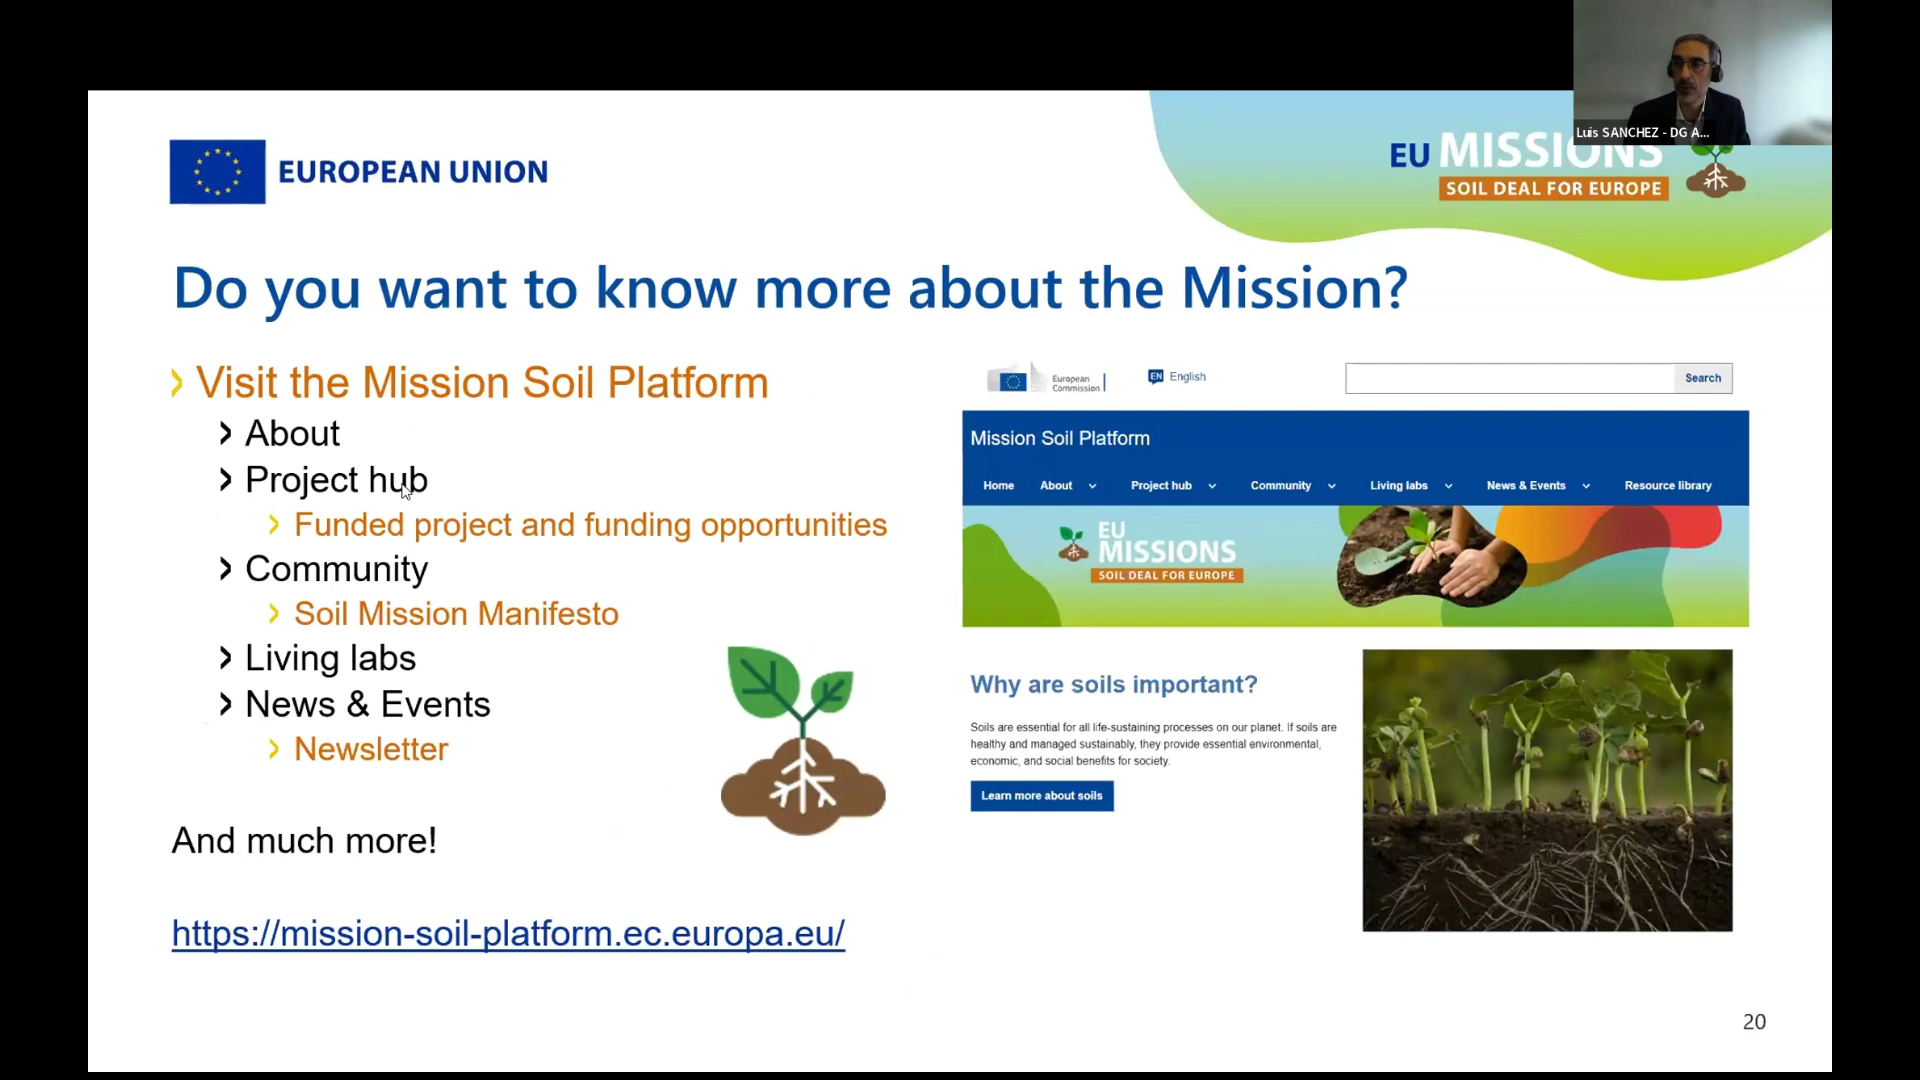 Luis SANCHEZ - DG A...
EUROPEAN UNION
EU MISSIONS
SOIL DEAL FOR EUROPE
Do you want to know more about the Mission?
Visit the Mission Soil Platform
About
Project hub
Funded project and funding opportunities
Community
Soil Mission Manifesto
Living labs
News & Events
Newsletter
And much more!
https://mission-soil-platform.ec.europa.eu/
European
Commission
EN English
Search
Mission Soil Platform
Home About Project hub Community Living labs News & Events Resource library
EU
MISSIONS
SOIL DEAL FOR EUROPE
Why are soils important?
Soils are essential for all life-sustaining processes on our planet. If soils are
healthy and managed sustainably, they provide essential environmental,
economic, and social benefits for society.
Learn more about soils
20